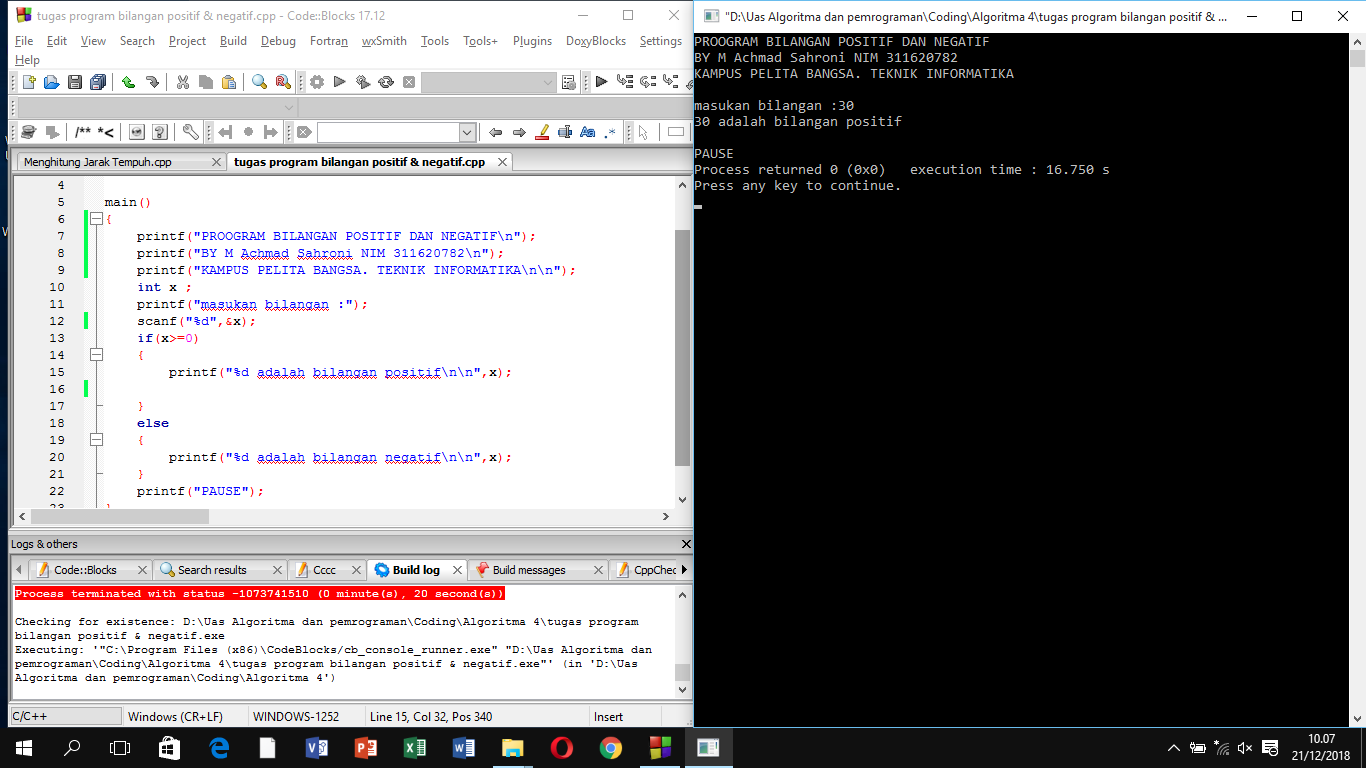 tugas program bilangan positif & negatif.cpp - Code::Blocks 17.12
File Edit View Search Project Build Debug Fortran wxSmith Tools Tools+ Plugins DoxyBlocks Settings
Help
/** *<
Aa .*
Menghitung Jarak Tempuh.cpp
tugas program bilangan positif & negatif.cpp
4
5 main()
6 {
7 printf("PROOGRAM BILANGAN POSITIF DAN NEGATIF\n");
8 printf("BY M Achmad Sahroni NIM 311620782\n");
9 printf("KAMPUS PELITA BANGSA. TEKNIK INFORMATIKA\n\n");
10 int x ;
11 printf("masukan bilangan :");
12 scanf("%d",&x);
13 if(x>=0)
14 {
15 printf("%d adalah bilangan positif\n\n",x);
16
17 }
18 else
19 {
20 printf("%d adalah bilangan negatif\n\n",x);
21 }
22 printf("PAUSE");
23 }
Logs & others
Code::Blocks Search results Cccc Build log Build messages CppChec
Process terminated with status -1073741510 (0 minute(s), 20 second(s))
Checking for existence: D:\Uas Algoritma dan pemrograman\Coding\Algoritma 4\tugas program
bilangan positif & negatif.exe
Executing: '"C:\Program Files (x86)\CodeBlocks/cb_console_runner.exe" "D:\Uas Algoritma dan
pemrograman\Coding\Algoritma 4\tugas program bilangan positif & negatif.exe"' (in 'D:\Uas
Algoritma dan pemrograman\Coding\Algoritma 4')
C/C++ Windows (CR+LF) WINDOWS-1252 Line 15, Col 32, Pos 340 Insert
"D:\Uas Algoritma dan pemrograman\Coding\Algoritma 4\tugas program bilangan positif & ...
PROOGRAM BILANGAN POSITIF DAN NEGATIF
BY M Achmad Sahroni NIM 311620782
KAMPUS PELITA BANGSA. TEKNIK INFORMATIKA
masukan bilangan :30
30 adalah bilangan positif
PAUSE
Process returned 0 (0x0) execution time : 16.750 s
Press any key to continue.
10.07
21/12/2018